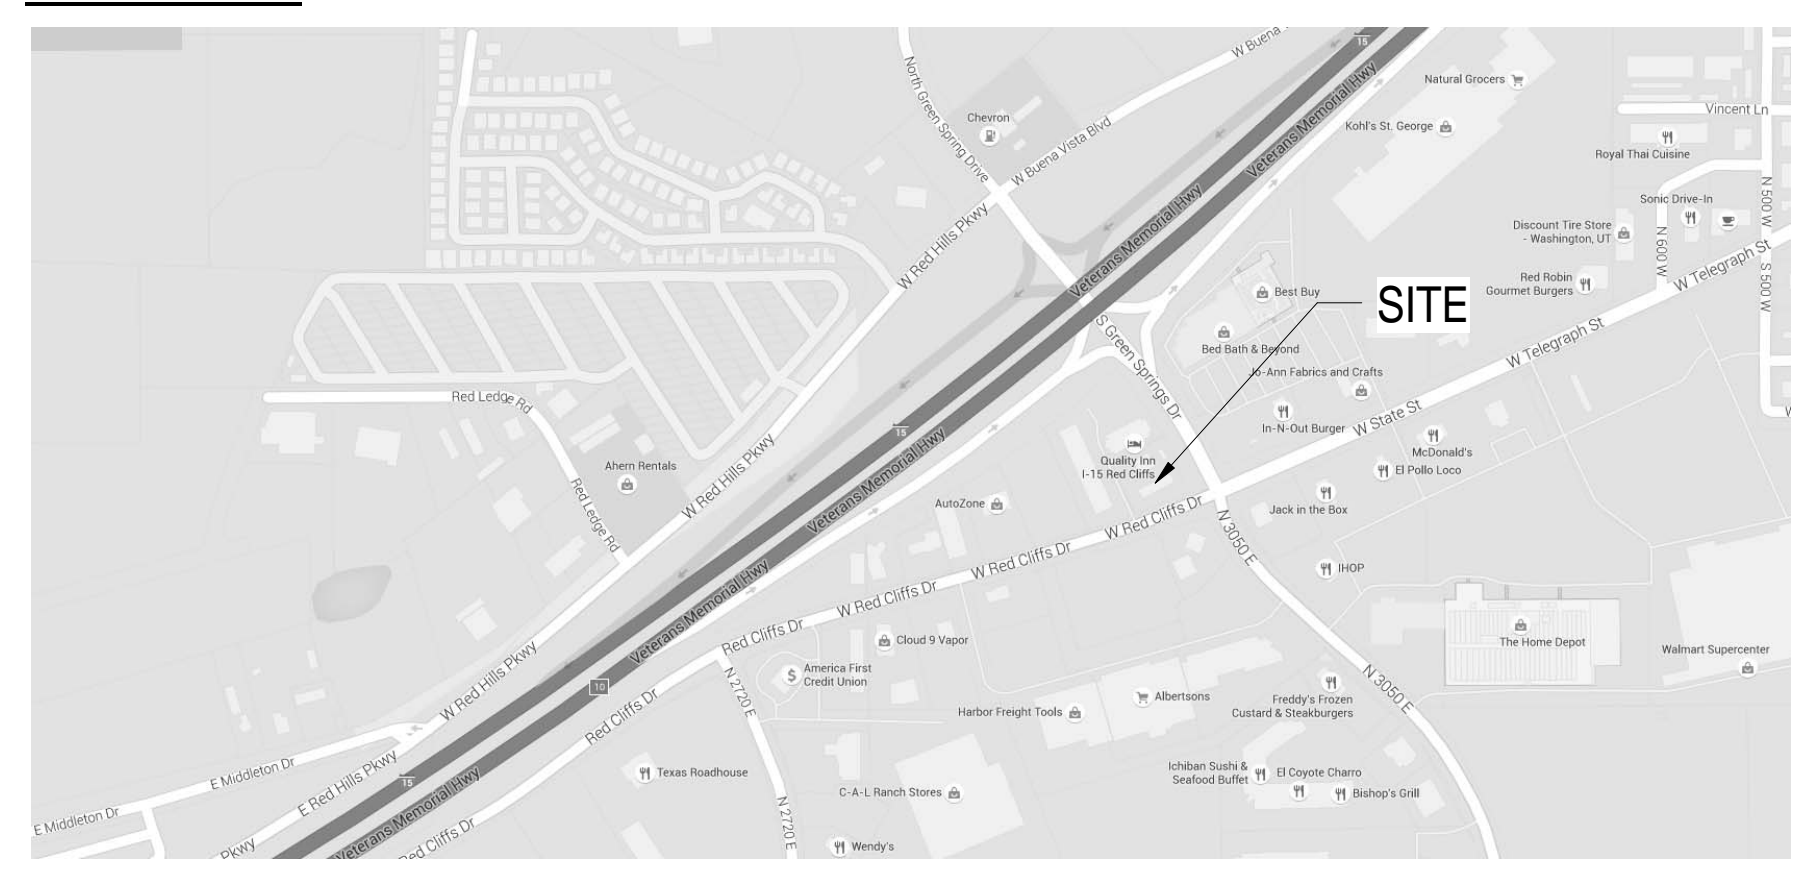 15
W Buena
North Green Spring Drive
Natural Grocers
Veterans Memorial Hwy
Vincent Ln
Chevron
Kohl's St. George
W Buena Vista Blvd
Royal Thai Cuisine
N 500 W
Sonic Drive-In
Veterans Memorial Hwy
W Red Hills Pkwy
Discount Tire Store
- Washington, UT
N 600 W
W Telegraph St
S 500 W
Red Robin
Gourmet Burgers
Best Buy
SITE
S Green Springs Dr
Bed Bath & Beyond
W Telegraph St
Jo-Ann Fabrics and Crafts
Red Ledge Rd
15
In-N-Out Burger
W State St
Veterans Memorial Hwy
W Red Hills Pkwy
McDonald's
Quality Inn
I-15 Red Cliffs
El Pollo Loco
Ahern Rentals
AutoZone
Jack in the Box
W Red Cliffs Dr
Red Ledge Rd
N 3050 E
W Red Cliffs Dr
IHOP
Veterans Memorial Hwy
W Red Cliffs Dr
Red Cliffs Dr
Cloud 9 Vapor
The Home Depot
Walmart Supercenter
W Red Hills Pkwy
$
America First
Credit Union
10
N 2720 E
Albertsons
N 3050 E
Freddy's Frozen
Custard & Steakburgers
Harbor Freight Tools
Red Cliffs Dr
E Middleton Dr
Texas Roadhouse
Ichiban Sushi &
Seafood Buffet
El Coyote Charro
15
E Red Hills Pkwy
C-A-L Ranch Stores
Bishop's Grill
E Middleton Dr
N 2720 E
Veterans Memorial Hwy
Red Cliffs Dr
Pkwy
Wendy's